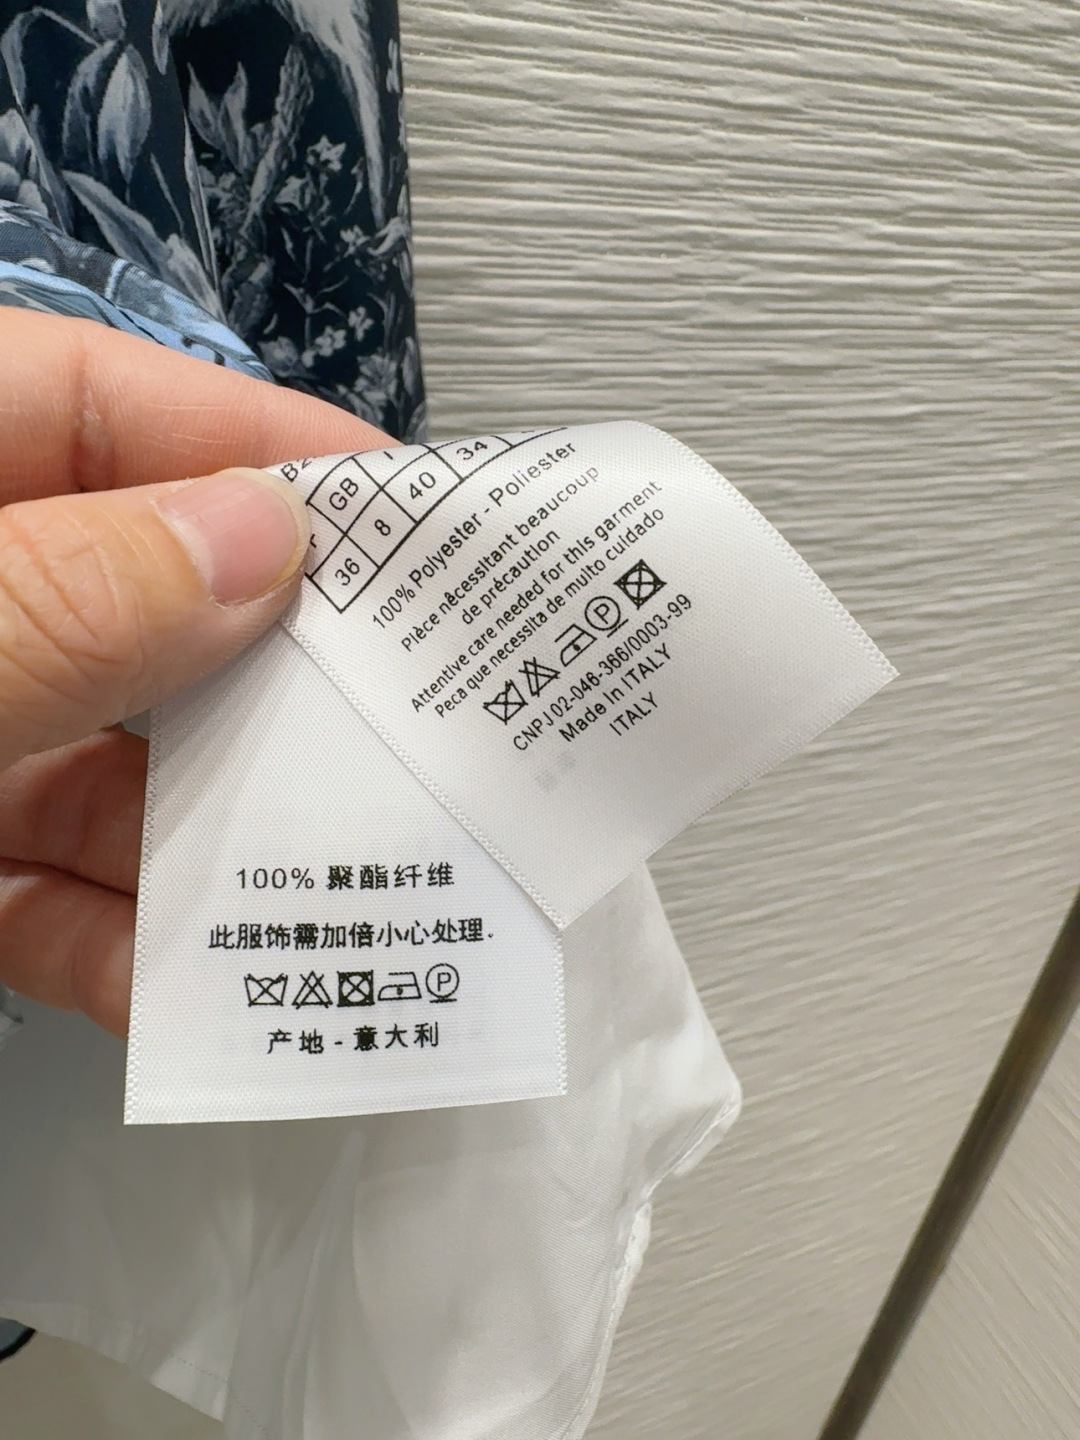 GB
40
34
36
8
100% Polyester - Poliester
Pièce nécessitant beaucoup
de précaution
Attentive care needed for this garment
Peca que necessita de muito cuidado
P
CNPJ 02-046-366/0003-99
Made In ITALY
ITALY
100% 聚酯纤维
此服饰需加倍小心处理.
P
产地 - 意大利